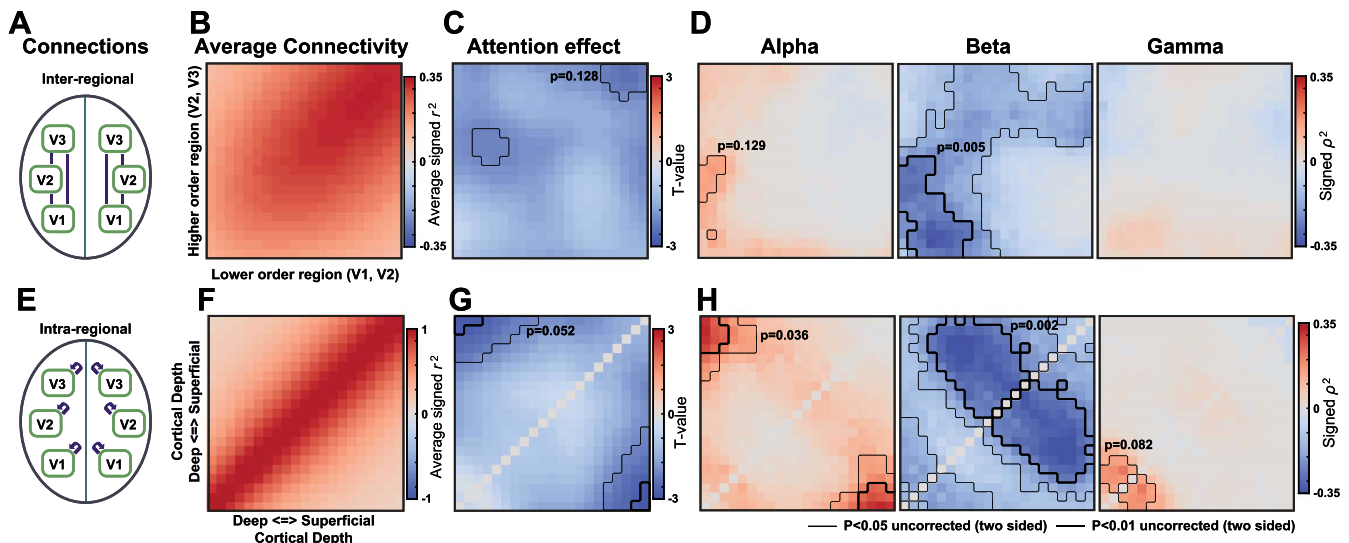 A
Connections
Inter-regional
V3
V3
V2
V2
V1
V1
B
Average Connectivity
Higher order region (V2, V3)
Lower order region (V1, V2)
0.35
0
-0.35
Average signed r²
C
Attention effect
p=0.128
3
0
-3
T-value
D
Alpha
Beta
Gamma
p=0.129
p=0.005
0.35
0
-0.35
Signed ρ²
E
Intra-regional
V3
V3
V2
V2
V1
V1
F
Cortical Depth
Deep <=> Superficial
Deep <=> Superficial
Cortical Depth
1
0
-1
Average signed r²
G
p=0.052
3
0
-3
T-value
H
p=0.036
p=0.002
p=0.082
0.35
0
-0.35
Signed ρ²
P<0.05 uncorrected (two sided)
P<0.01 uncorrected (two sided)